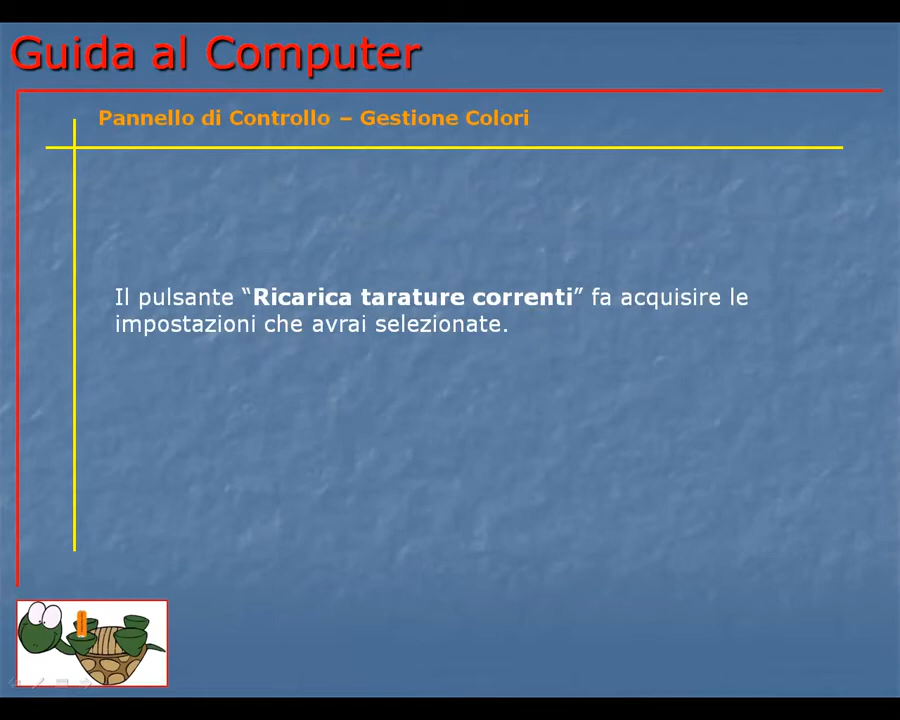 Guida al Computer
Pannello di Controllo – Gestione Colori
Il pulsante “Ricarica tarature correnti” fa acquisire le
impostazioni che avrai selezionate.